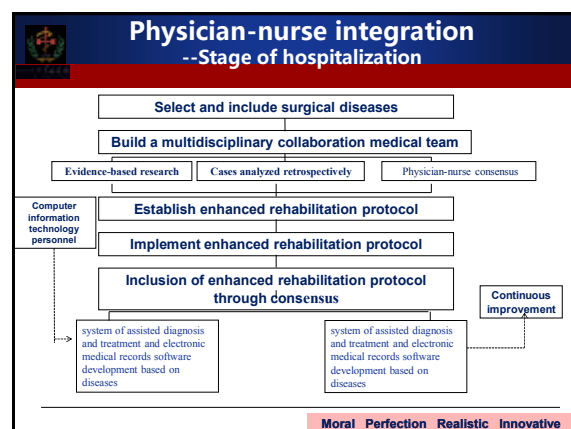 Physician-nurse integration
--Stage of hospitalization
Select and include surgical diseases
Build a multidisciplinary collaboration medical team
Evidence-based research
Cases analyzed retrospectively
Physician-nurse consensus
Computer
information
technology
personnel
Establish enhanced rehabilitation protocol
Implement enhanced rehabilitation protocol
Inclusion of enhanced rehabilitation protocol
through consensus
Continuous
improvement
system of assisted diagnosis
and treatment and electronic
medical records software
development based on
diseases
system of assisted diagnosis
and treatment and electronic
medical records software
development based on
diseases
Moral Perfection Realistic Innovative